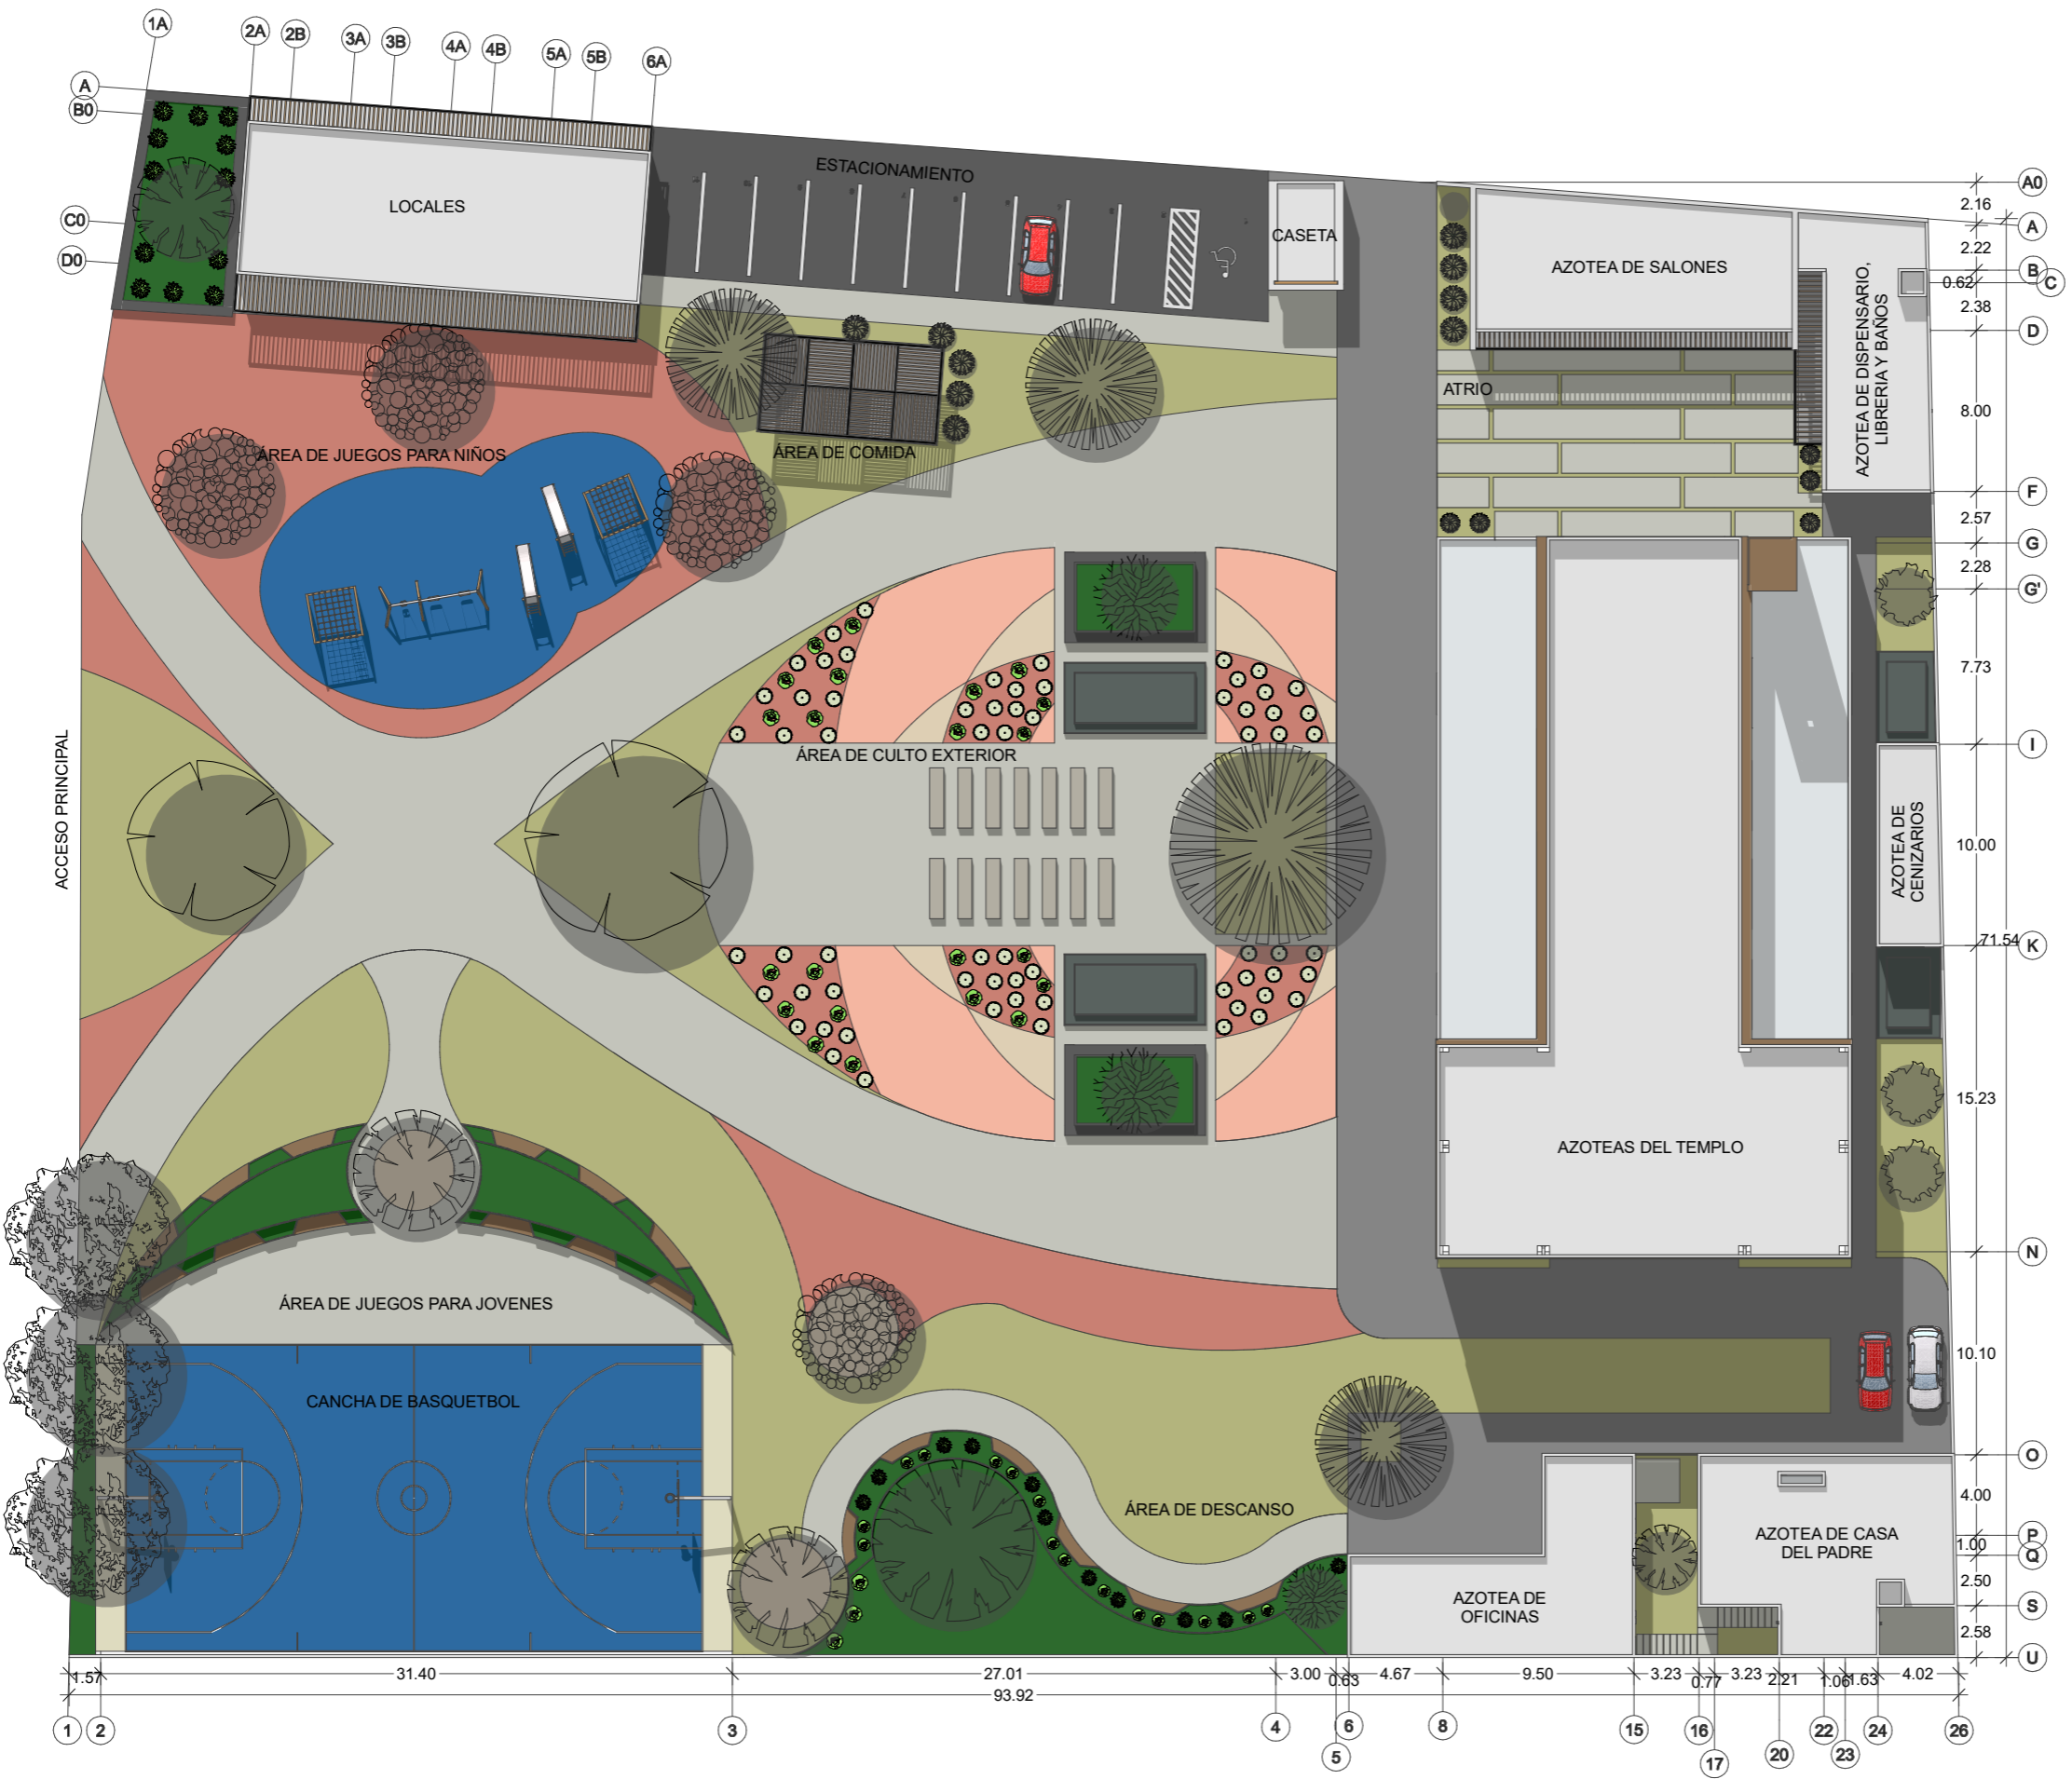 1A
2A
2B
3A
3B
4A
4B
5A
5B
6A
A
B0
C0
D0
LOCALES
ESTACIONAMIENTO
CASETA
AZOTEA DE SALONES
AZOTEA DE DISPENSARIO,
LIBRERIA Y BAÑOS
ATRIO
ÁREA DE JUEGOS PARA NIÑOS
ÁREA DE COMIDA
ACCESO PRINCIPAL
ÁREA DE CULTO EXTERIOR
AZOTEA DE
CENIZARIOS
AZOTEAS DEL TEMPLO
ÁREA DE JUEGOS PARA JOVENES
CANCHA DE BASQUETBOL
ÁREA DE DESCANSO
AZOTEA DE
OFICINAS
AZOTEA DE CASA
DEL PADRE
A0
2.16
A
2.22
B
0.62
C
2.38
D
8.00
F
2.57
G
2.28
G'
7.73
I
10.00
71.54
K
15.23
N
10.10
O
4.00
P
1.00
Q
2.50
S
2.58
U
1.57
31.40
27.01
3.00
0.63
4.67
9.50
3.23
0.77
3.23
2.21
1.06
1.63
4.02
93.92
1
2
3
4
5
6
8
15
16
17
20
22
23
24
26